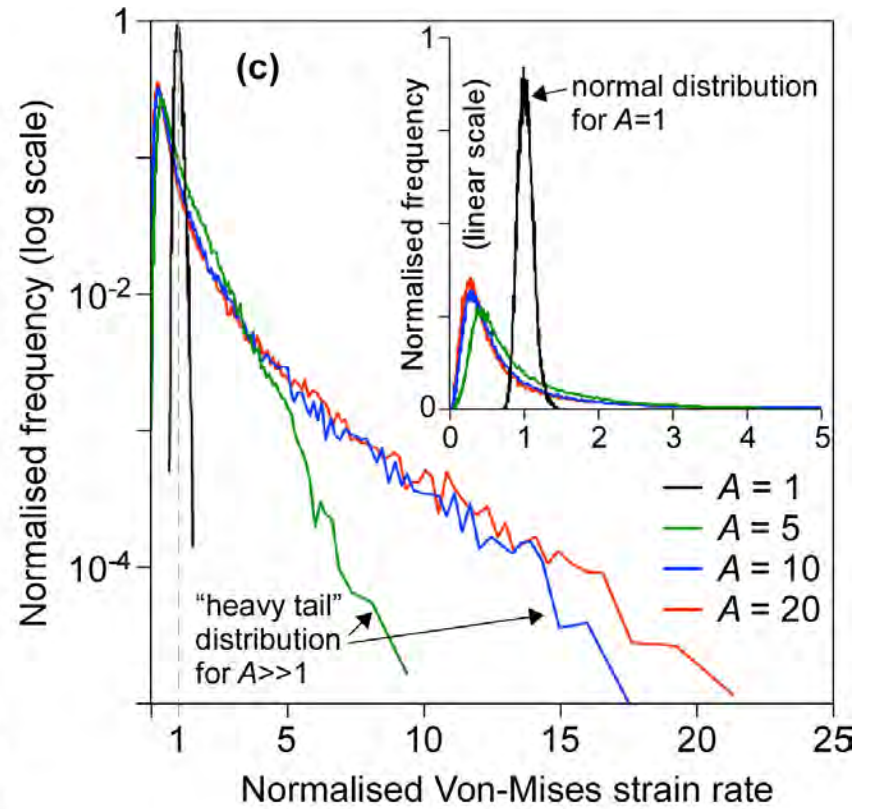 (c)
Normalised frequency (log scale)
1
10-2
10-4
1
5
10
15
20
25
Normalised Von-Mises strain rate
Normalised frequency
(linear scale)
1
0
0
1
2
3
4
5
normal distribution
for A=1
A = 1
A = 5
A = 10
A = 20
“heavy tail”
distribution
for A>>1